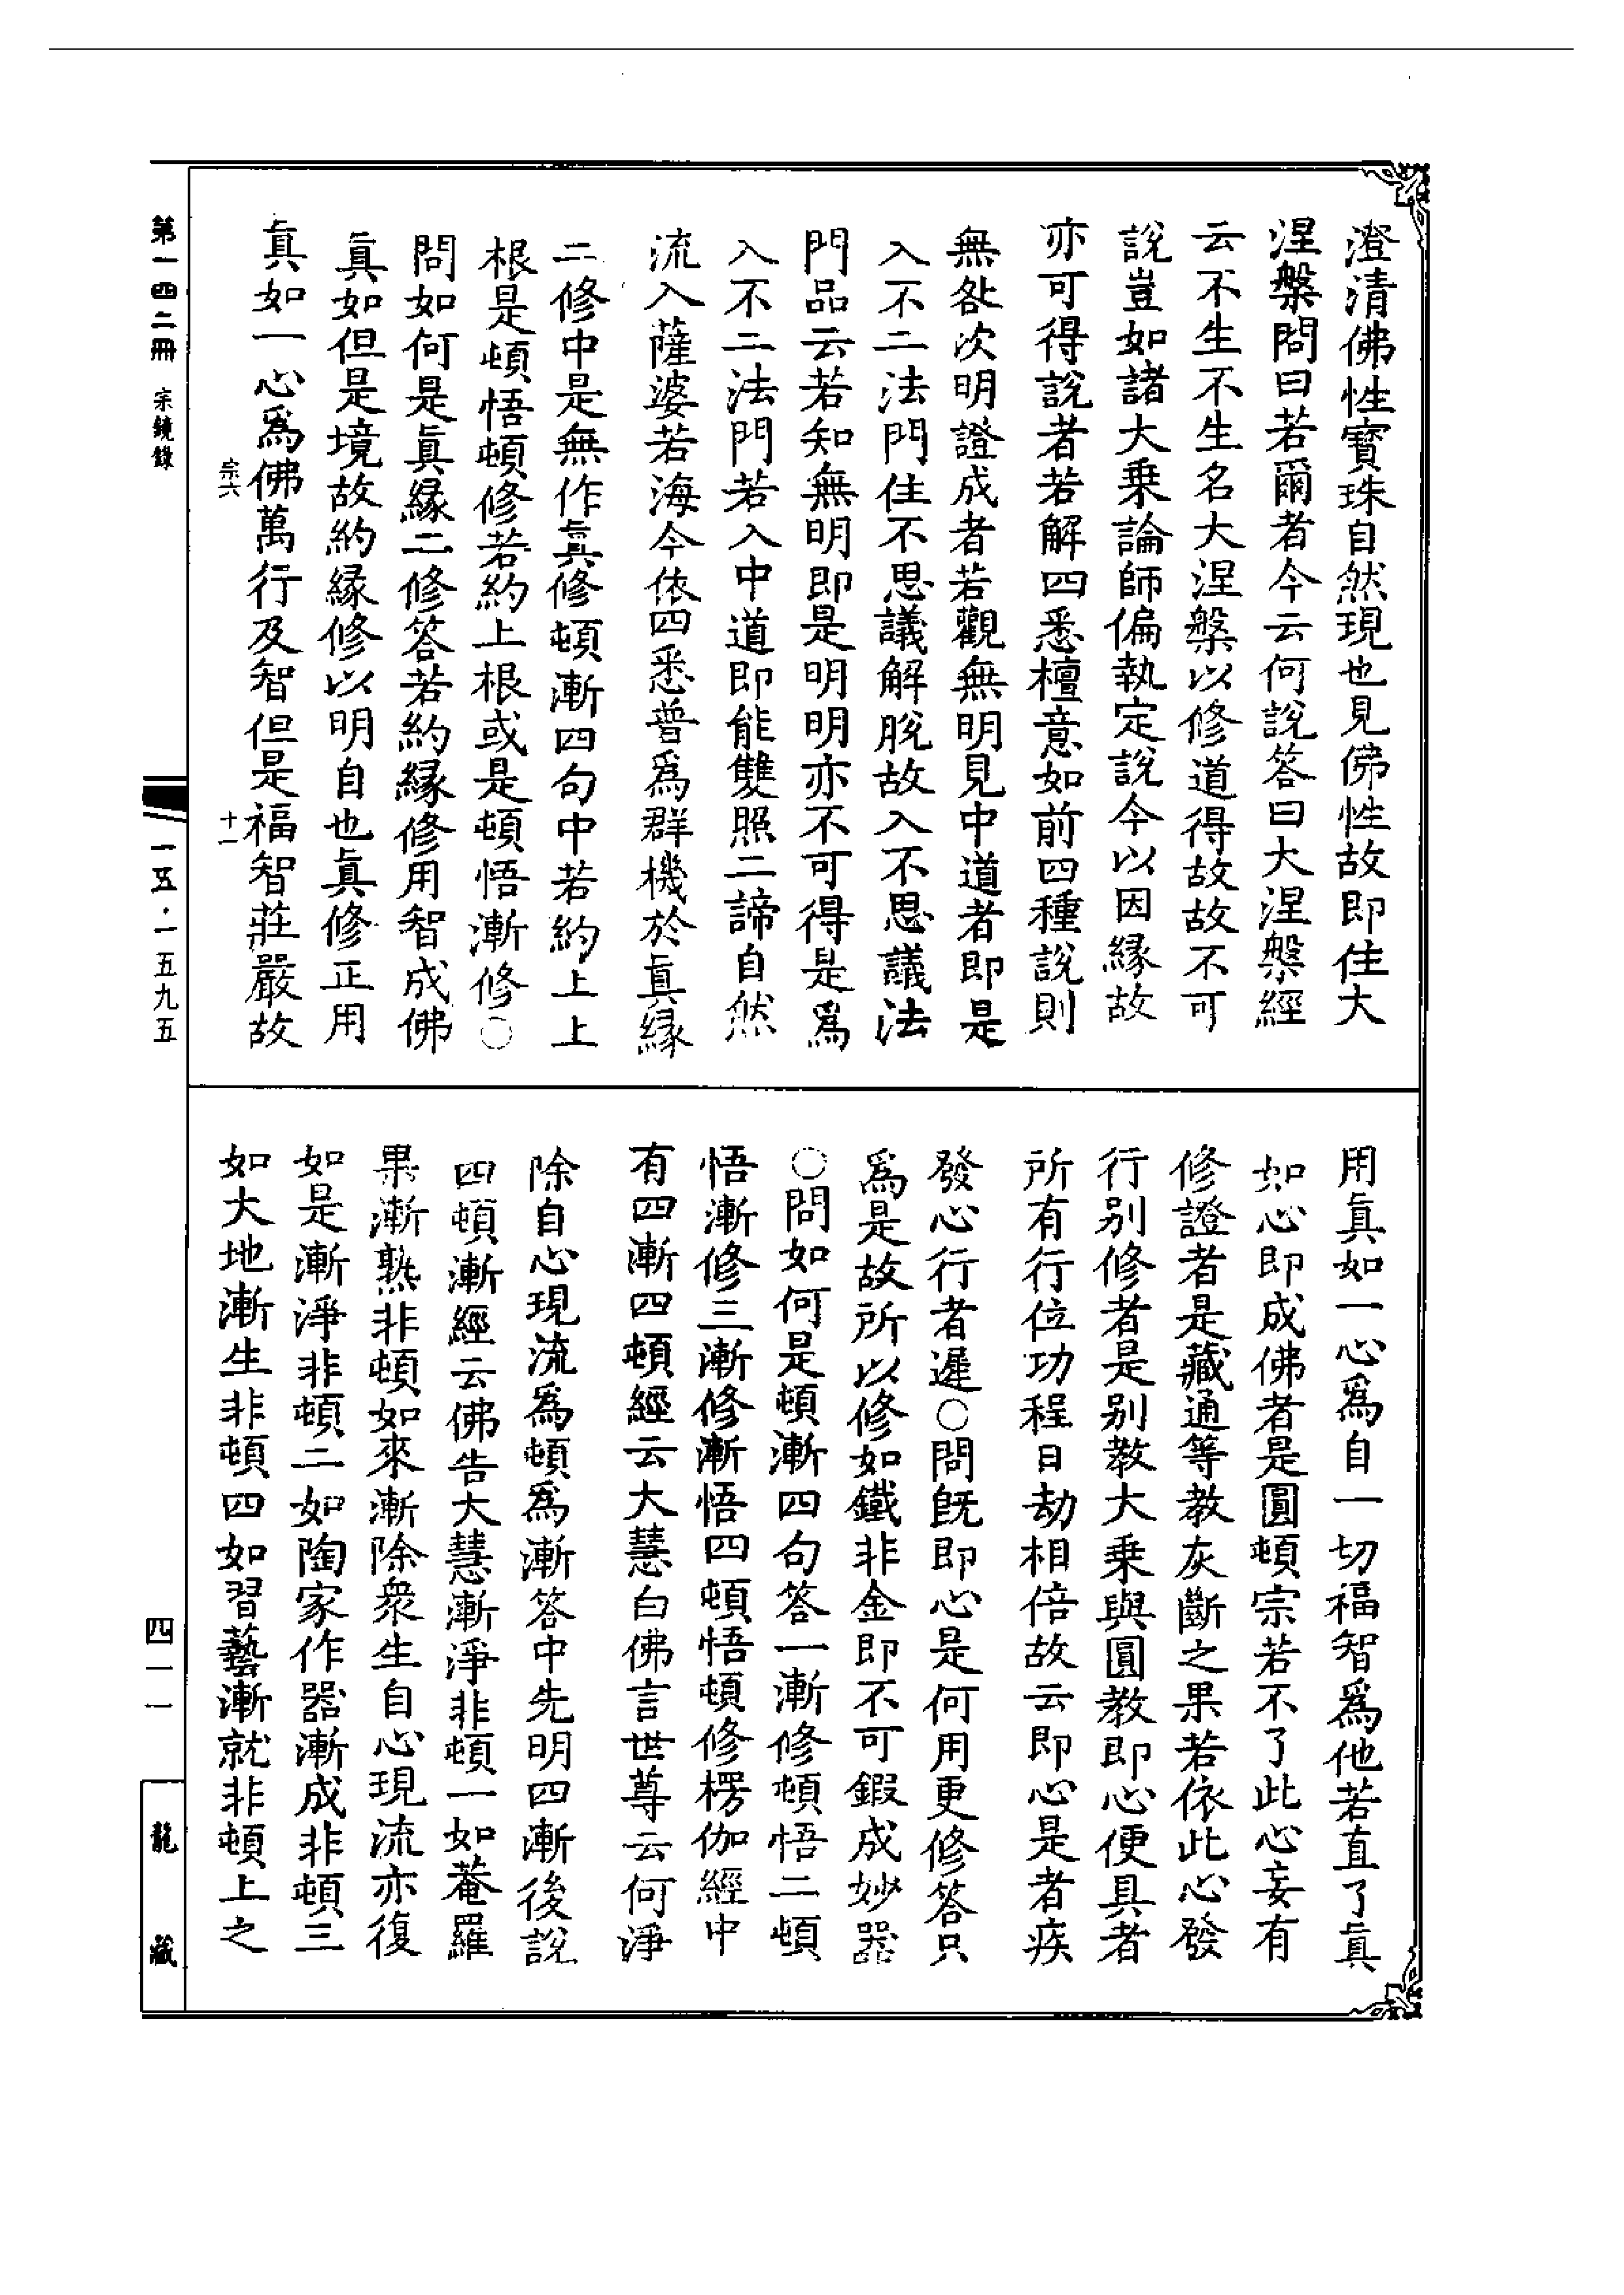 澄清佛性寶珠自然現也見佛性故即住大
涅槃問曰若爾者今云何說答曰大涅槃經
云不生不生名大涅槃以修道得故故不可
說豈如諸大乗論師偏執定說今以因緣故
亦可得說者若解四悉檀意如前四種說則
無咎次明證成者若觀無明見中道者即是
入不二法門住不思議解脫故入不思議法
門品云若知無明即是明明亦不可得是爲
入不二法門若入中道即能雙照二諦自然
流入薩婆若海今依四悉普爲群機於眞緣
二修中是無作眞修頓漸四句中若約上上
根是頓悟頓修若約上根或是頓悟漸修○
問如何是眞緣二修答若約緣修用智成佛
眞如但是境故約緣修以明自也眞修正用
眞如一心爲佛萬行及智但是福智莊嚴故
用眞如一心爲自一切福智爲他若直了眞
如心即成佛者是圓頓宗若不了此心妄有
修證者是藏通等教灰斷之果若依此心發
行別修者是別教大乗與圓教即心便具者
所有行位功程日劫相倍故云即心是者疾
發心行者遲○問旣即心是何用更修答只
爲是故所以修如鐵非金即不可鍜成妙器
○問如何是頓漸四句答一漸修頓悟二頓
悟漸修三漸修漸悟四頓悟頓修楞伽經中
有四漸四頓經云大慧白佛言世尊云何淨
除自心現流爲頓爲漸答中先明四漸後說
四頓漸經云佛告大慧漸淨非頓一如菴羅
果漸熟非頓如來漸除衆生自心現流亦復
如是漸淨非頓二如陶家作器漸成非頓三
如大地漸生非頓四如習藝漸就非頓上之
第一四二冊 宗鏡錄
宗六
十一
一五·一五九五
四一一
龍藏